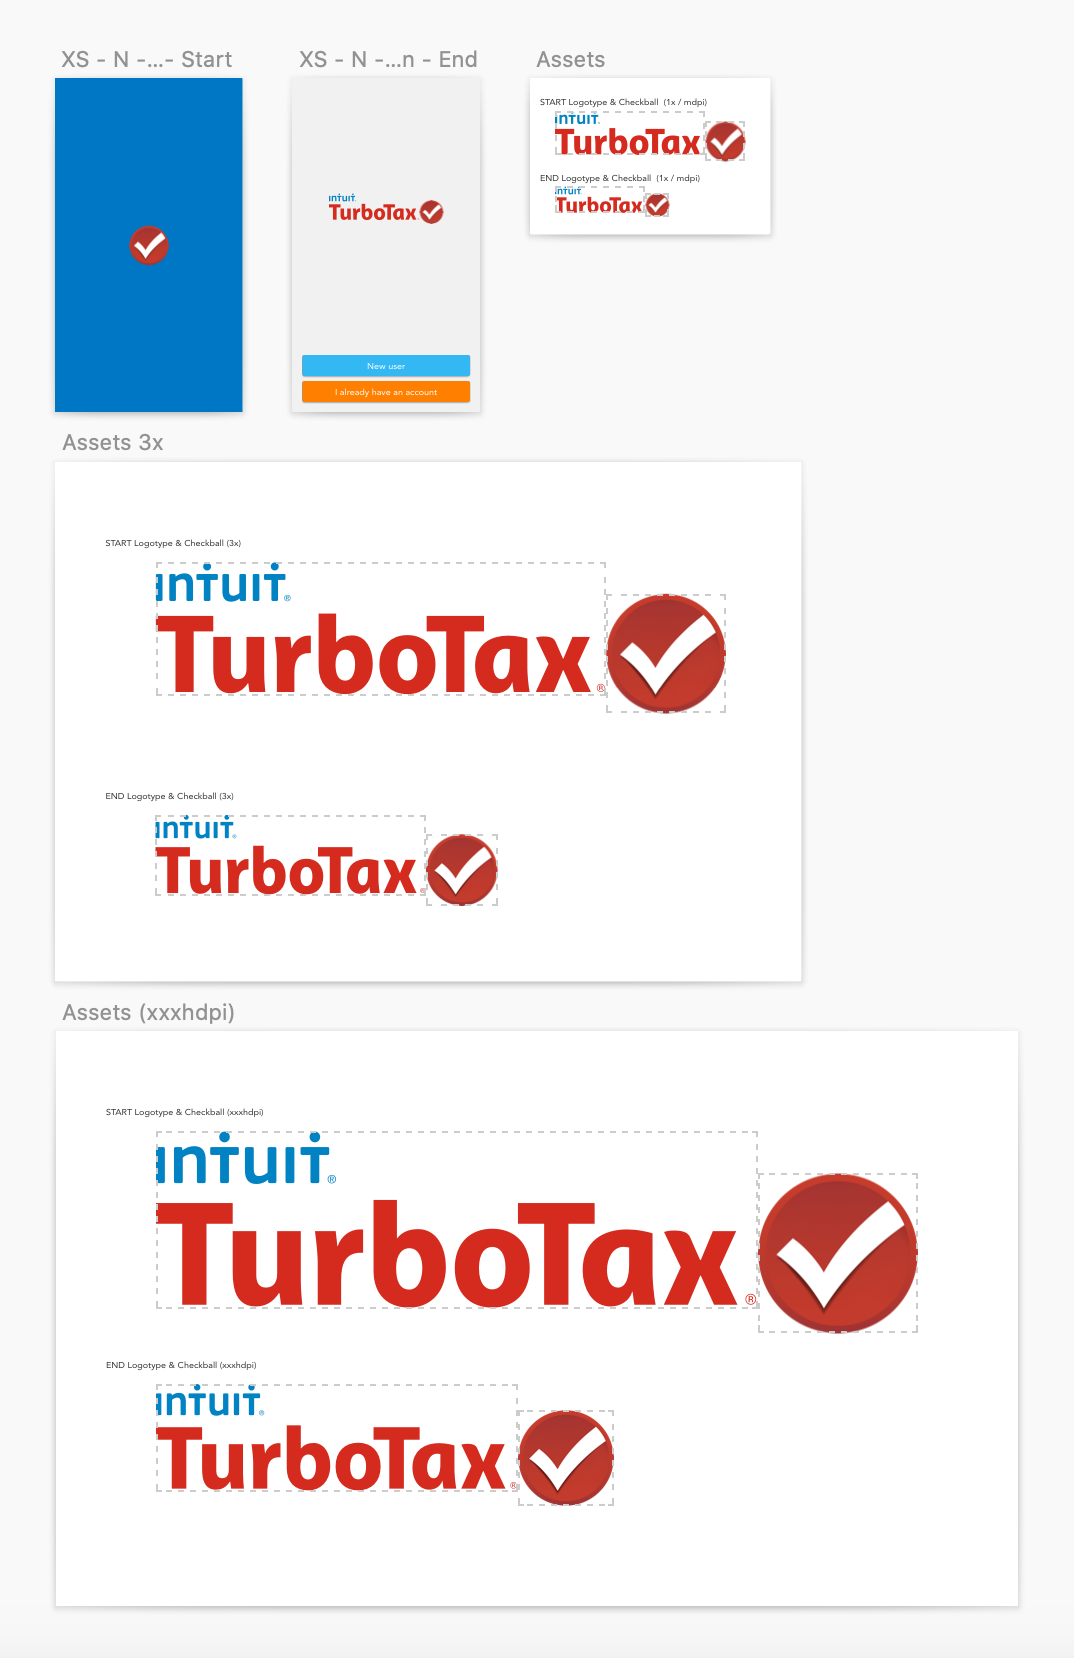 XS - N -...- Start
XS - N -...n - End
Assets
INTUIT®
TurboTax
New user
I already have an account
START Logotype & Checkball (1x / mdpi)
INTUIT.
TurboTax
END Logotype & Checkball (1x / mdpi)
INTUIT
TurboTax
Assets 3x
START Logotype & Checkball (3x)
INTUIT®
TurboTax®
END Logotype & Checkball (3x)
INTUIT®
TurboTax®
Assets (xxxhdpi)
START Logotype & Checkball (xxxhdpi)
INTUIT®
TurboTax®
END Logotype & Checkball (xxxhdpi)
INTUIT®
TurboTax®